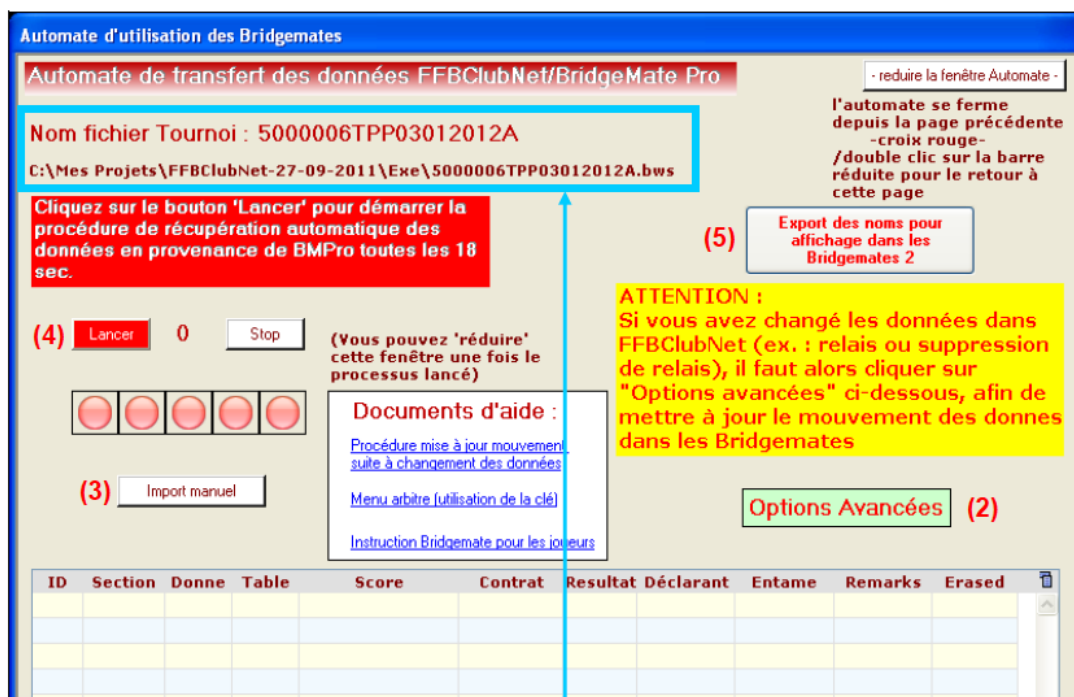 Automate d'utilisation des Bridgemates
Automate de transfert des données FFBClubNet/BridgeMate Pro
- reduire la fenêtre Automate -
l'automate se ferme
depuis la page précédente
-croix rouge-
/double clic sur la barre
réduite pour le retour à
cette page
Nom fichier Tournoi : 5000006TPP03012012A
C:\Mes Projets\FFBClubNet-27-09-2011\Exe\5000006TPP03012012A.bws
Cliquez sur le bouton 'Lancer' pour démarrer la
procédure de récupération automatique des
données en provenance de BMPro toutes les 18
sec.
(5)
Export des noms pour
affichage dans les
Bridgemates 2
ATTENTION :
Si vous avez changé les données dans
FFBClubNet (ex. : relais ou suppression
de relais), il faut alors cliquer sur
"Options avancées" ci-dessous, afin de
mettre à jour le mouvement des donnes
dans les Bridgemates
(4) Lancer 0 Stop
(Vous pouvez 'réduire'
cette fenêtre une fois le
processus lancé)
Documents d'aide :
Procédure mise à jour mouvement
suite à changement des données
Menu arbitre (utilisation de la clé)
Instruction Bridgemate pour les joueurs
(3) Import manuel
Options Avancées (2)
ID Section Donne Table Score Contrat Resultat Déclarant Entame Remarks Erased